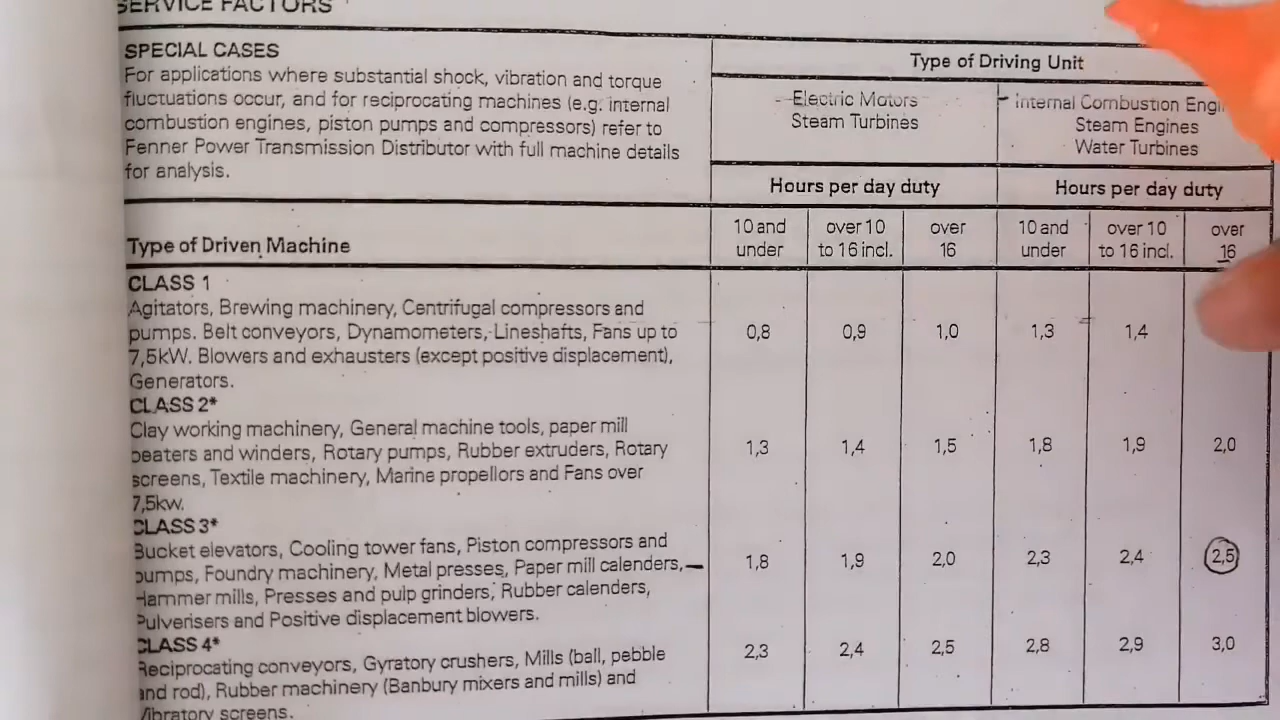 SERVICE FACTORS
SPECIAL CASES
For applications where substantial shock, vibration and torque
fluctuations occur, and for reciprocating machines (e.g. internal
combustion engines, piston pumps and compressors) refer to
Fenner Power Transmission Distributor with full machine details
for analysis.
Type of Driving Unit
Electric Motors
Steam Turbines
Internal Combustion Engi
Steam Engines
Water Turbines
Hours per day duty
Hours per day duty
Type of Driven Machine
10 and under
over 10 to 16 incl.
over 16
10 and under
over 10 to 16 incl.
over 16
CLASS 1
Agitators, Brewing machinery, Centrifugal compressors and
pumps. Belt conveyors, Dynamometers, Lineshafts, Fans up to
7,5kW. Blowers and exhausters (except positive displacement),
Generators.
0,8 0,9 1,0 1,3 1,4
CLASS 2*
Clay working machinery, General machine tools, paper mill
beaters and winders, Rotary pumps, Rubber extruders, Rotary
screens, Textile machinery, Marine propellors and Fans over
7,5kw.
1,3 1,4 1,5 1,8 1,9 2,0
CLASS 3*
Bucket elevators, Cooling tower fans, Piston compressors and
pumps, Foundry machinery, Metal presses, Paper mill calenders,
Hammer mills, Presses and pulp grinders, Rubber calenders,
Pulverisers and Positive displacement blowers.
1,8 1,9 2,0 2,3 2,4 2,5
CLASS 4*
Reciprocating conveyors, Gyratory crushers, Mills (ball, pebble
and rod), Rubber machinery (Banbury mixers and mills) and
Vibratory screens.
2,3 2,4 2,5 2,8 2,9 3,0